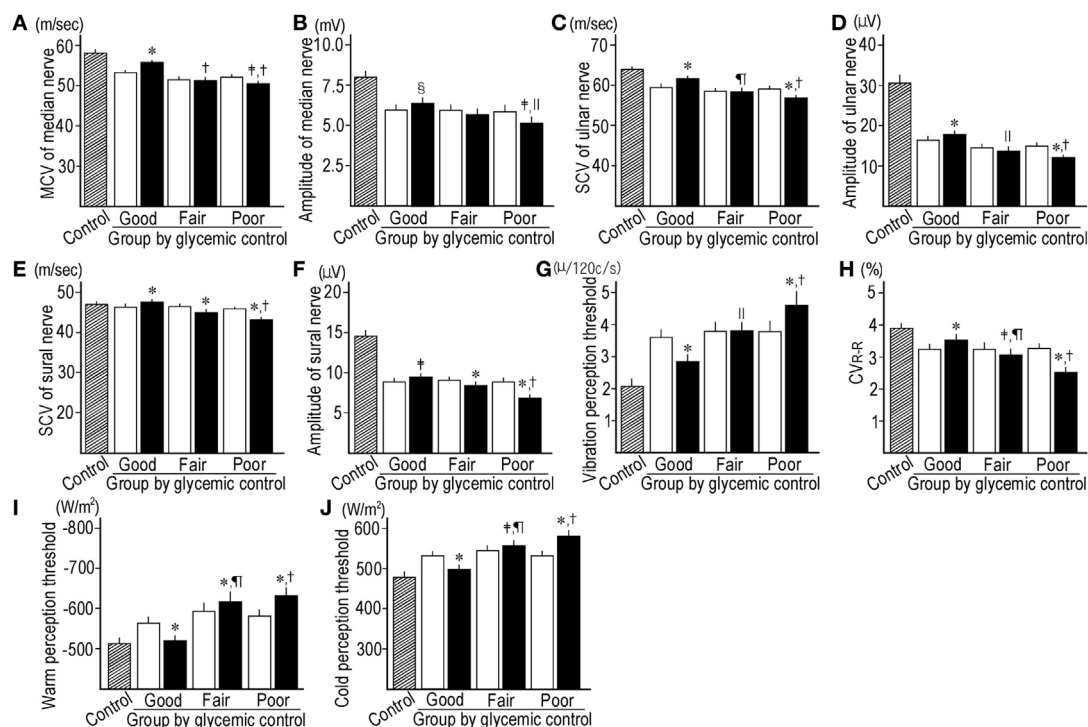 A (m/sec)
MCV of median nerve
60
50
40
30
* † ‡,†
Control Good Fair Poor
Group by glycemic control
B (mV)
Amplitude of median nerve
10.0
7.5
5.0
2.5
§ ‡,||
Control Good Fair Poor
Group by glycemic control
C (m/sec)
SCV of ulnar nerve
70
60
50
40
* ¶ *,†
Control Good Fair Poor
Group by glycemic control
D (μV)
Amplitude of ulnar nerve
40
30
20
10
* || *,†
Control Good Fair Poor
Group by glycemic control
E (m/sec)
SCV of sural nerve
50
40
30
20
* * *,†
Control Good Fair Poor
Group by glycemic control
F (μV)
Amplitude of sural nerve
20
15
10
5
‡ * *,†
Control Good Fair Poor
Group by glycemic control
G (μ/120c/s)
Vibration perception threshold
5
4
3
2
1
* || *,†
Control Good Fair Poor
Group by glycemic control
H (%)
CVR-R
5
4
3
2
1
* ‡,¶ *,†
Control Good Fair Poor
Group by glycemic control
I (W/m²)
Warm perception threshold
-800
-700
-600
-500
* *,¶ *,†
Control Good Fair Poor
Group by glycemic control
J (W/m²)
Cold perception threshold
600
500
400
300
* ‡,¶ *,†
Control Good Fair Poor
Group by glycemic control